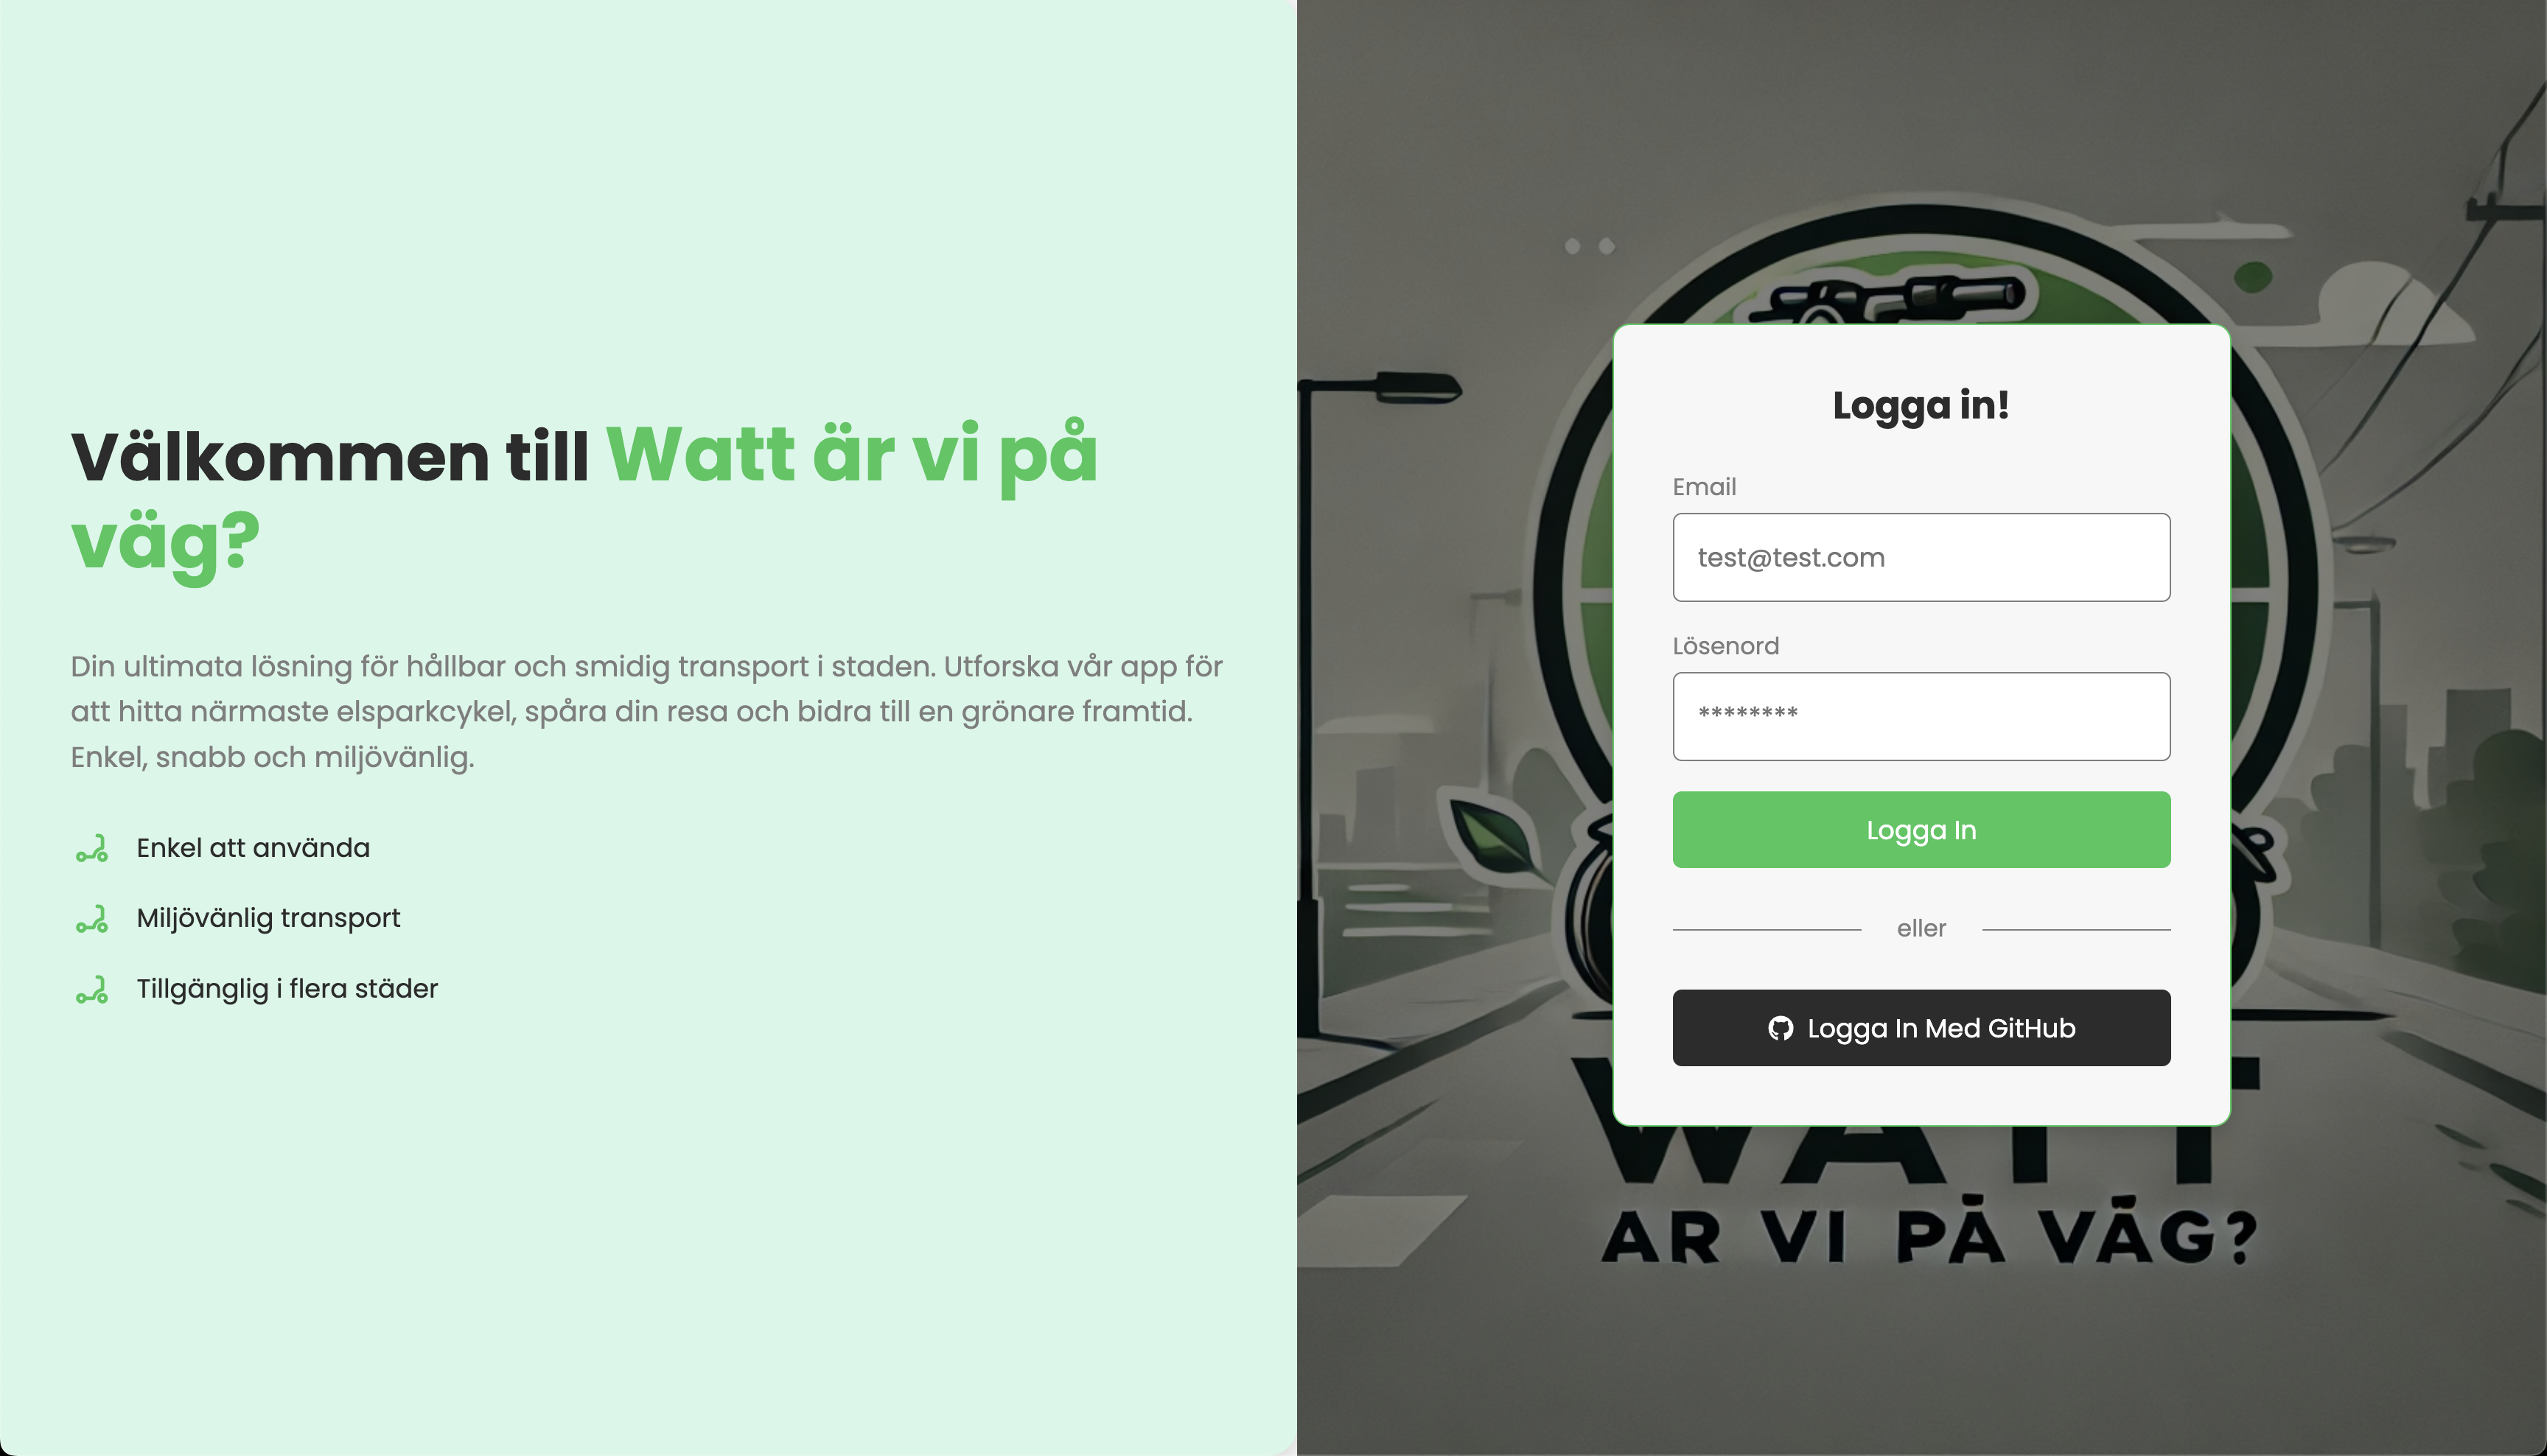 Välkommen till Watt är vi på
väg?
Din ultimata lösning för hållbar och smidig transport i staden. Utforska vår app för
att hitta närmaste elsparkcykel, spåra din resa och bidra till en grönare framtid.
Enkel, snabb och miljövänlig.
Enkel att använda
Miljövänlig transport
Tillgänglig i flera städer
Logga in!
Email
test@test.com
Lösenord
********
Logga In
eller
Logga In Med GitHub
WATT
AR VI PÅ VÄG?